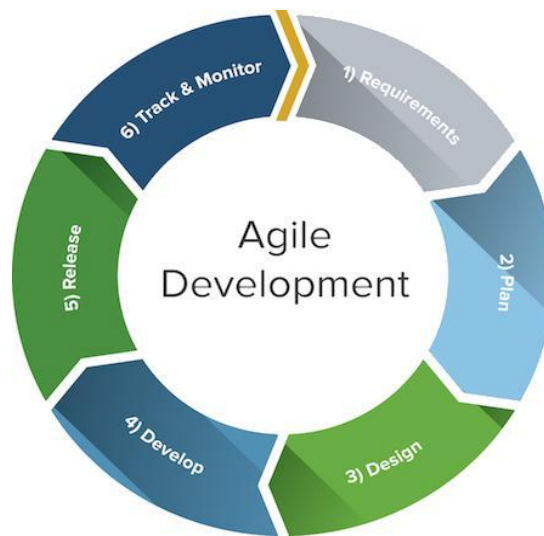 Agile
Development
1) Requirements
2) Plan
3) Design
4) Develop
5) Release
6) Track & Monitor